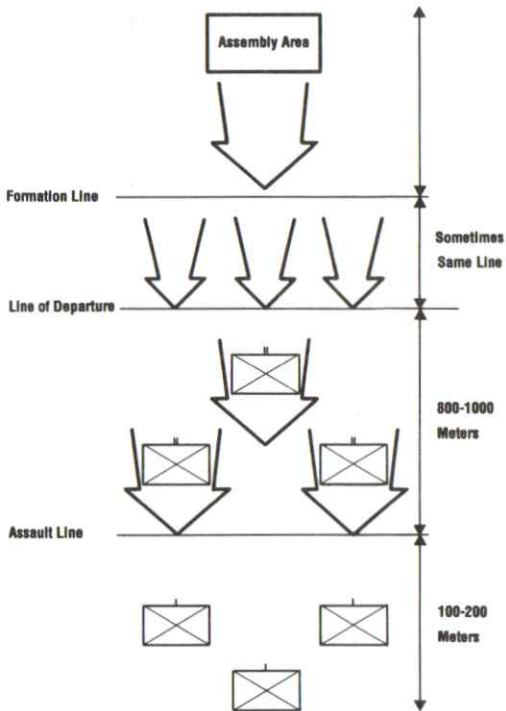 Assembly Area
Formation Line
Sometimes
Same Line
Line of Departure
800-1000
Meters
Assault Line
100-200
Meters